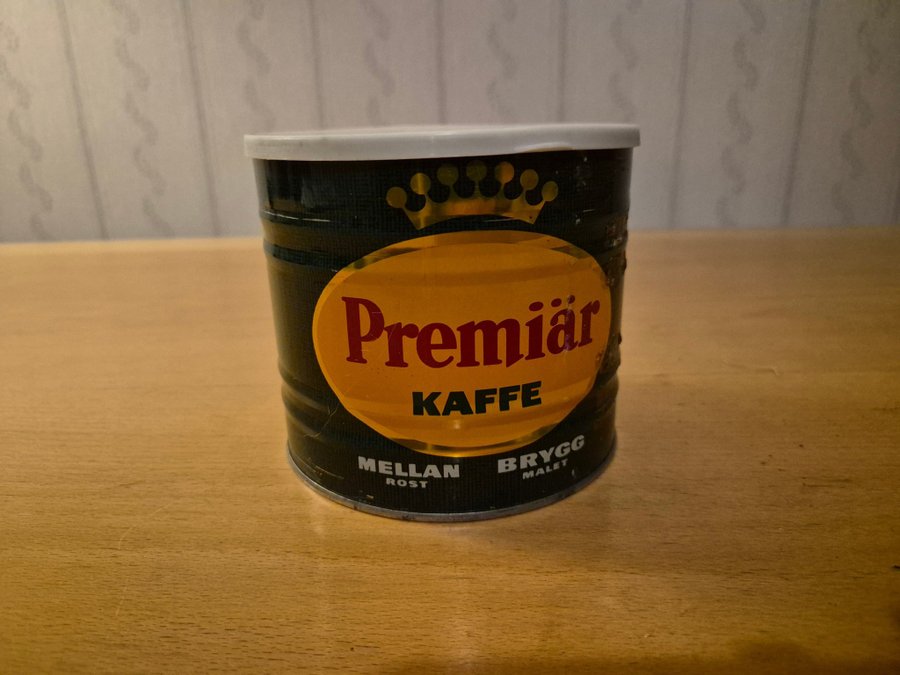 Premiär
KAFFE
MELLAN BRYGG
ROST MALET